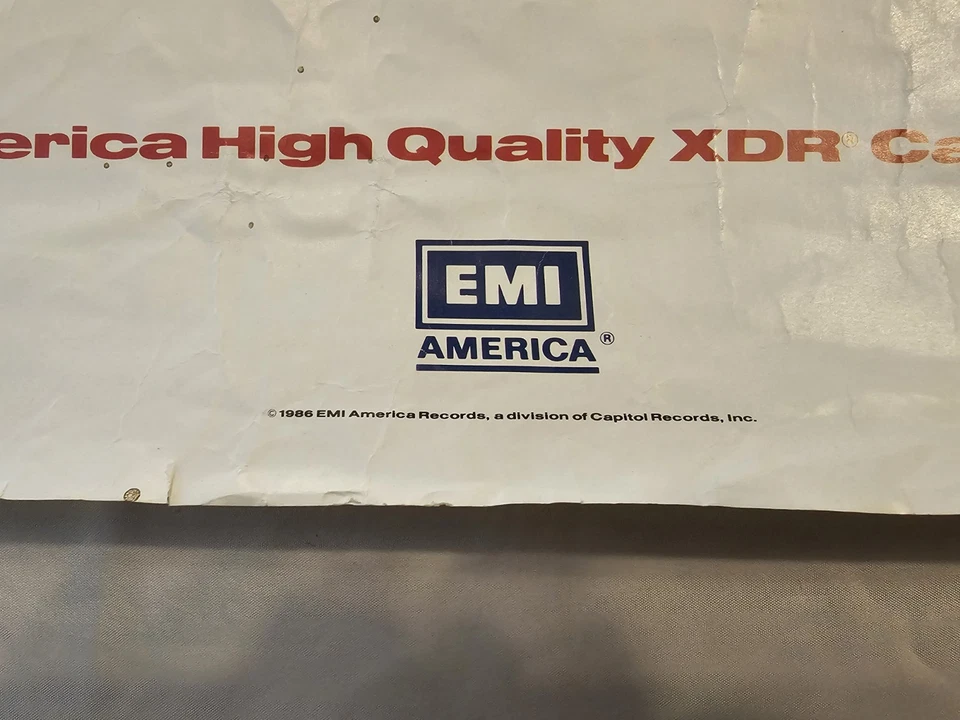 erica High Quality XDR® Ca
EMI
AMERICA®
©1986 EMI America Records, a division of Capitol Records, Inc.